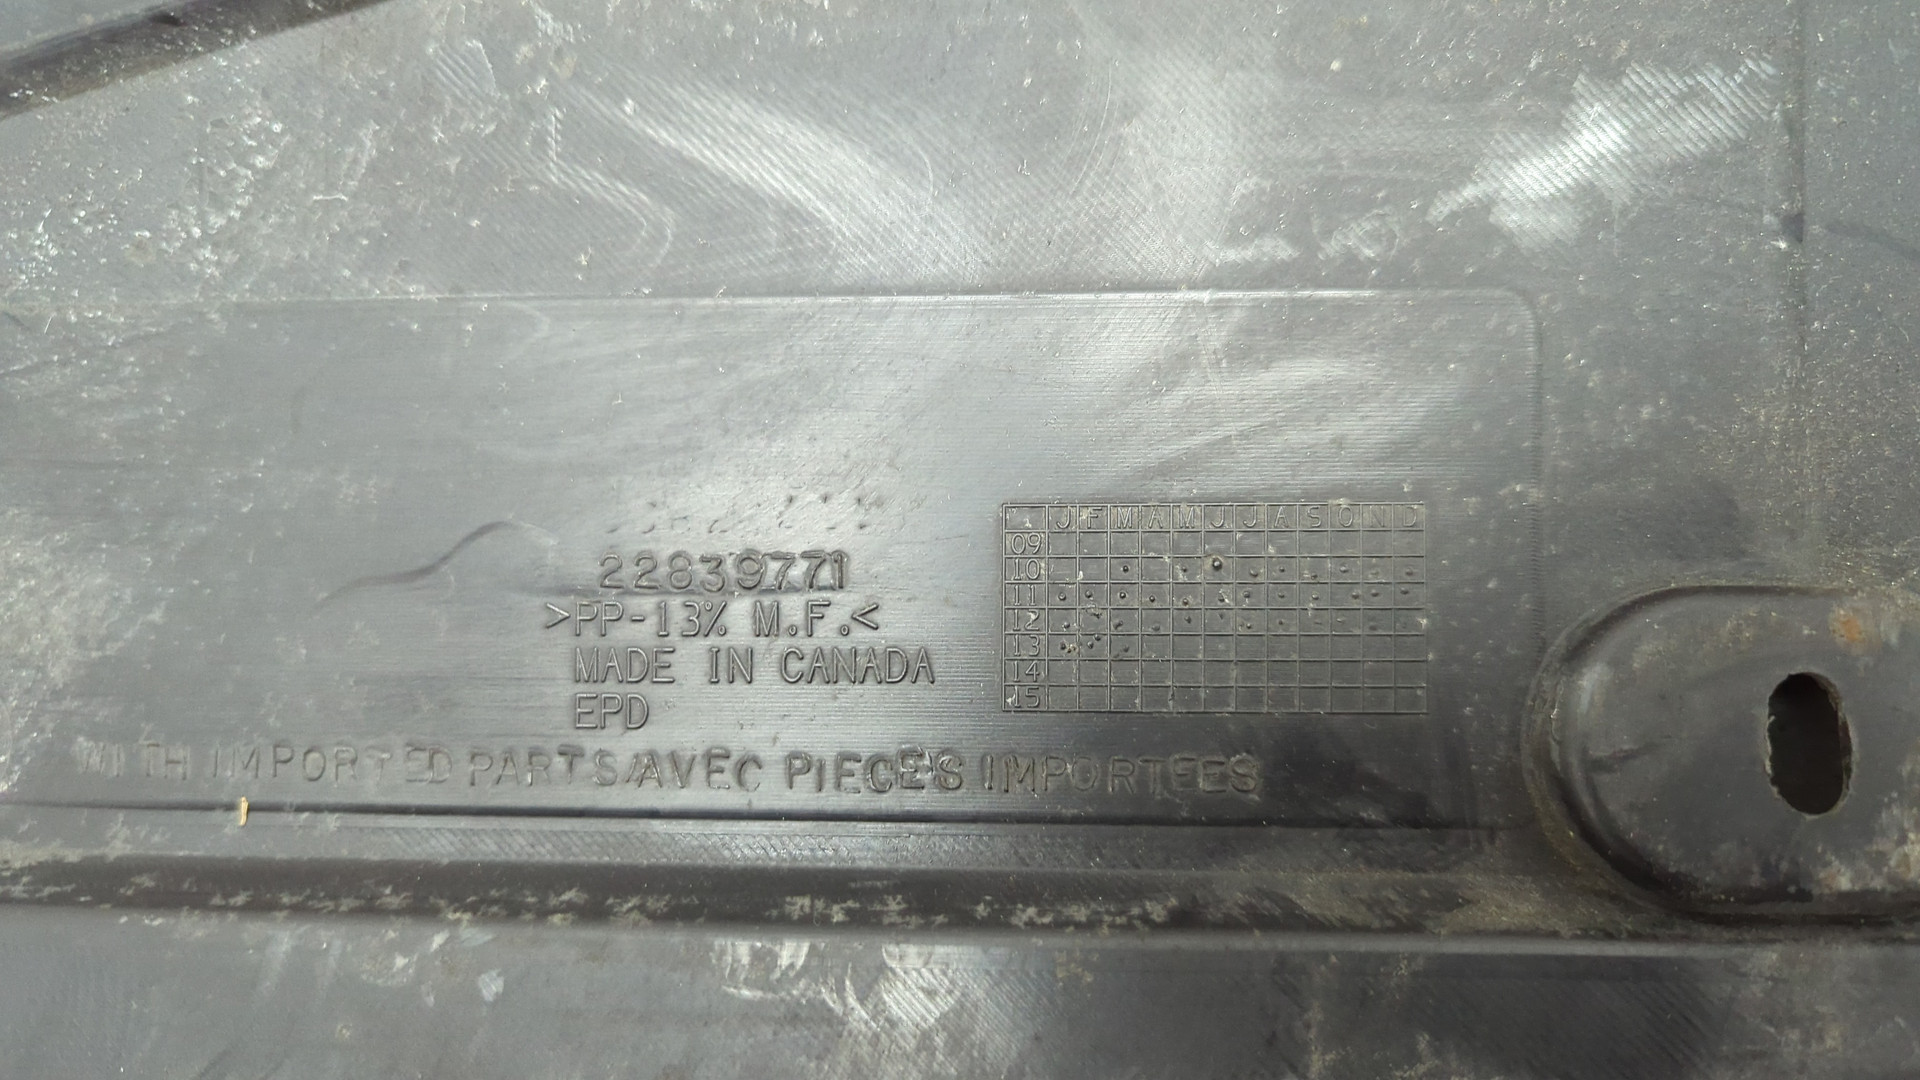 22839771
>PP-13% M.F.<
MADE IN CANADA
EPD
WITH IMPORTED PARTS/AVEC PIECES IMPORTEES
J F M A M J J A S O N D
09
10
11
12
13
14
15